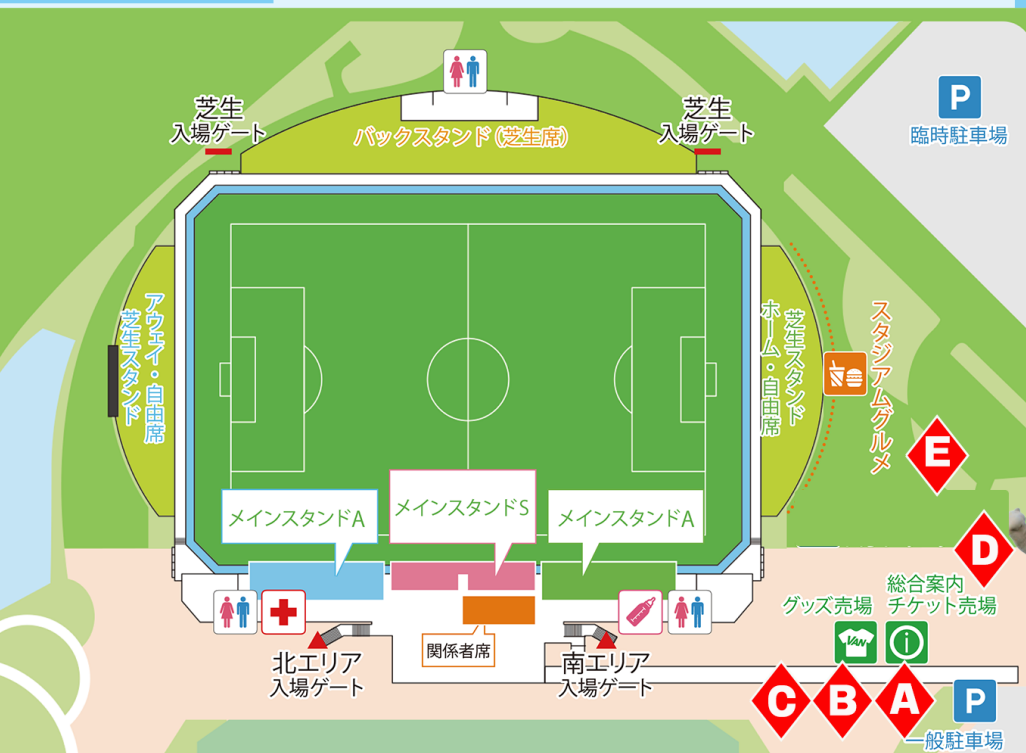 芝生
入場ゲート
バックスタンド(芝生席)
芝生
入場ゲート
P
臨時駐車場
アウェイ・自由席
芝生スタンド
芝生スタンド
ホーム・自由席
スタジアムグルメ
E
メインスタンドA
メインスタンドS
メインスタンドA
D
総合案内
チケット売場
グッズ売場
VAN
i
関係者席
北エリア
入場ゲート
南エリア
入場ゲート
C
B
A
P
一般駐車場